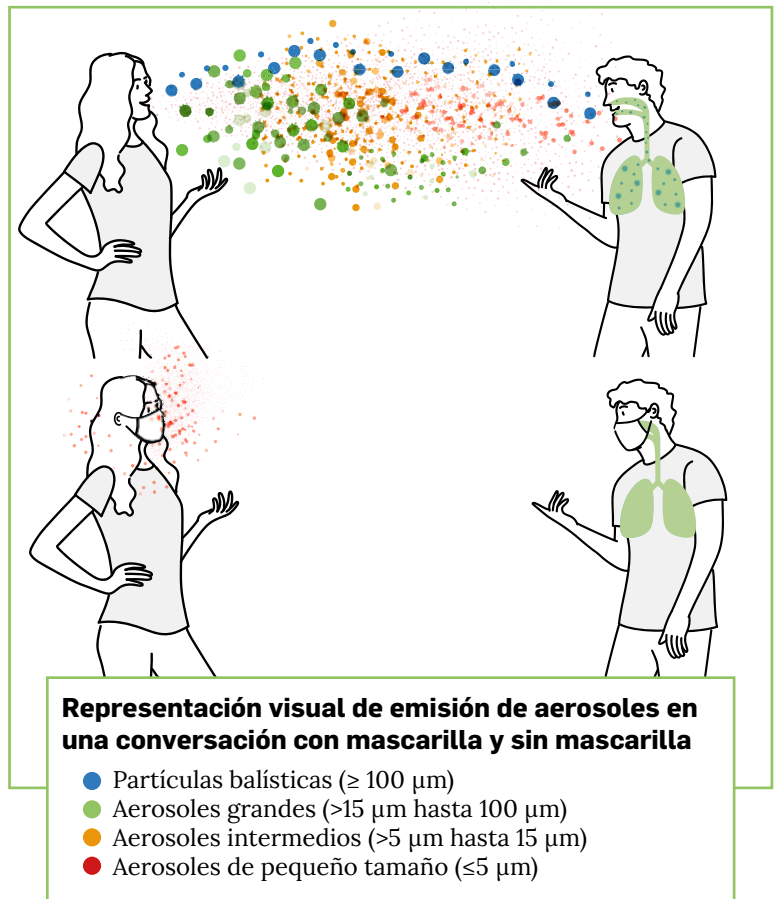 Representación visual de emisión de aerosoles en
una conversación con mascarilla y sin mascarilla
Partículas balísticas (≥ 100 µm)
Aerosoles grandes (>15 µm hasta 100 µm)
Aerosoles intermedios (>5 µm hasta 15 µm)
Aerosoles de pequeño tamaño (≤5 µm)